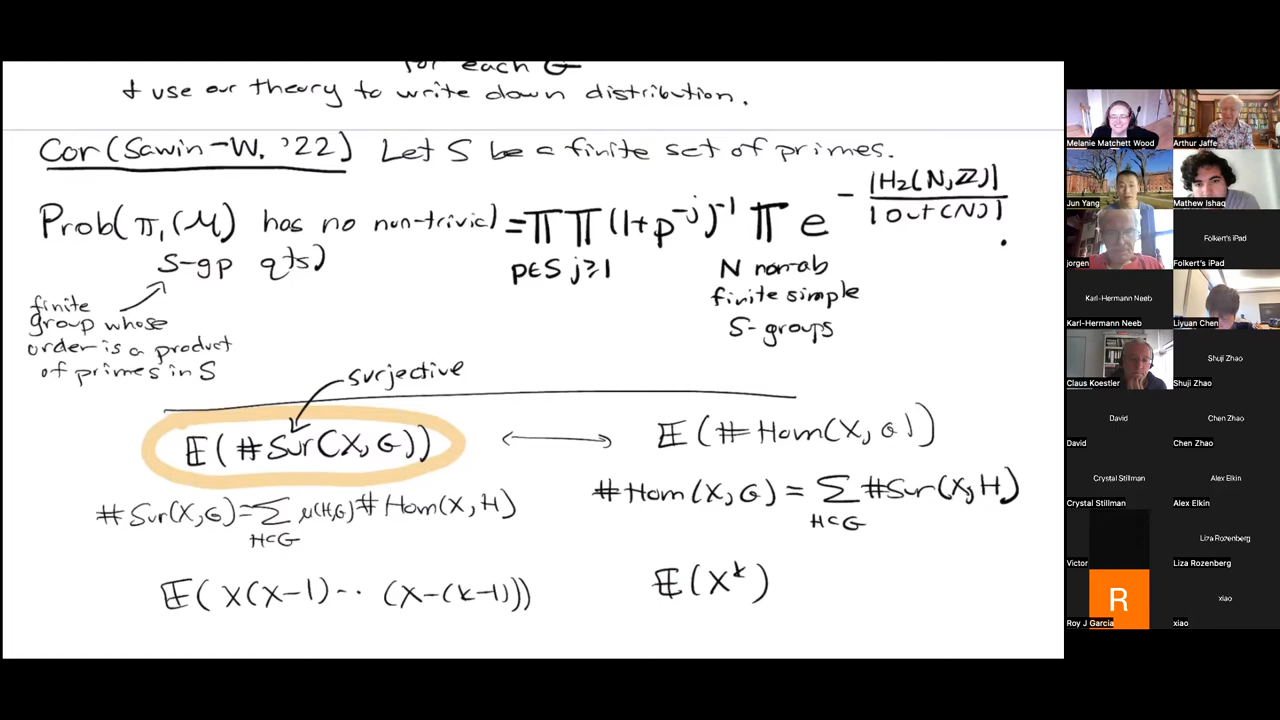 for each G
& use our theory to write down distribution.
Cor (Sawin-W. '22) Let S be a finite set of primes.
Prob(π₁(M) has no non-trivial S-gp qts) = ∏ ∏ (1+p^-j)^-1 ∏ e^-|H₂(N,ℤ)|/|Out(N)|.
p∈S j≥1
N non-ab
finite simple
S-groups
finite
group whose
order is a product
of primes in S
surjective
𝔼(#Sur(X,G)) ⟷ 𝔼(#Hom(X,G))
#Sur(X,G)=∑ μ(H,G)#Hom(X,H)
H⊂G
#Hom(X,G) = ∑ #Sur(X,H)
H⊂G
𝔼(X(X-1)⋯(X-(k-1)))
𝔼(X^k)
Melanie Matchett Wood
Arthur Jaffe
Jun Yang
Mathew Ishaq
jorgen
Folkert's iPad
Folkert's iPad
Karl-Hermann Neeb
Karl-Hermann Neeb
Liyuan Chen
Claus Koestler
Shuji Zhao
Shuji Zhao
David
David
Chen Zhao
Chen Zhao
Crystal Stillman
Crystal Stillman
Alex Elkin
Alex Elkin
Victor
Liza Rozenberg
Liza Rozenberg
R
Roy J Garcia
xiao
xiao